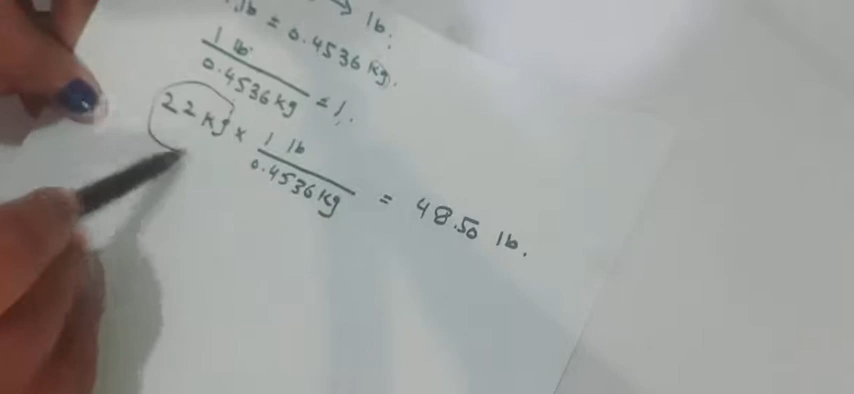 → lb.
1 lb = 0.4536 kg.
1 lb / 0.4536 kg = 1.
22 kg × 1 lb / 0.4536 kg = 48.50 lb.